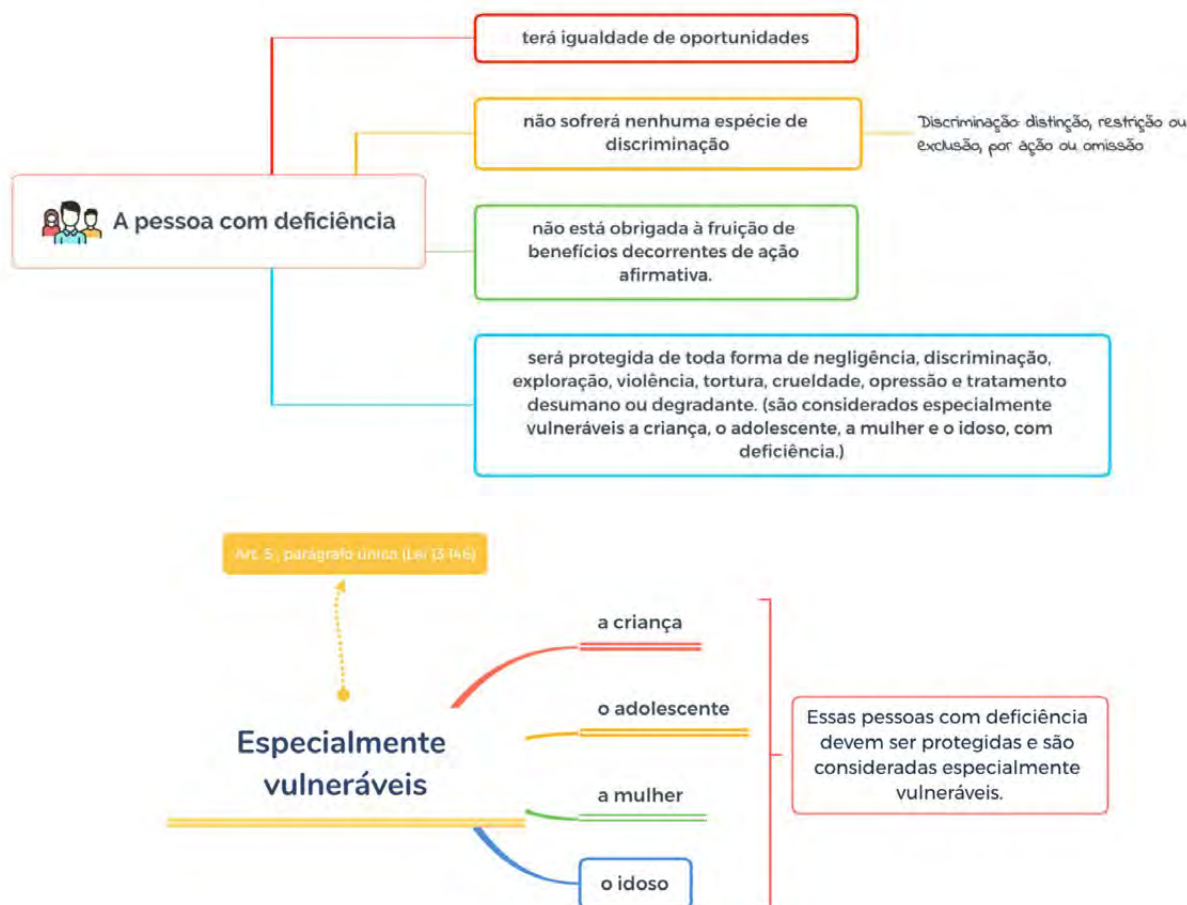 terá igualdade de oportunidades
não sofrerá nenhuma espécie de
discriminação
Discriminação: distinção, restrição ou
exclusão, por ação ou omissão
A pessoa com deficiência
não está obrigada à fruição de
benefícios decorrentes de ação
afirmativa.
será protegida de toda forma de negligência, discriminação,
exploração, violência, tortura, crueldade, opressão e tratamento
desumano ou degradante. (são considerados especialmente
vulneráveis a criança, o adolescente, a mulher e o idoso, com
deficiência.)
Art. 5°, parágrafo único (Lei 13.146)
a criança
o adolescente
Especialmente
vulneráveis
a mulher
o idoso
Essas pessoas com deficiência
devem ser protegidas e são
consideradas especialmente
vulneráveis.